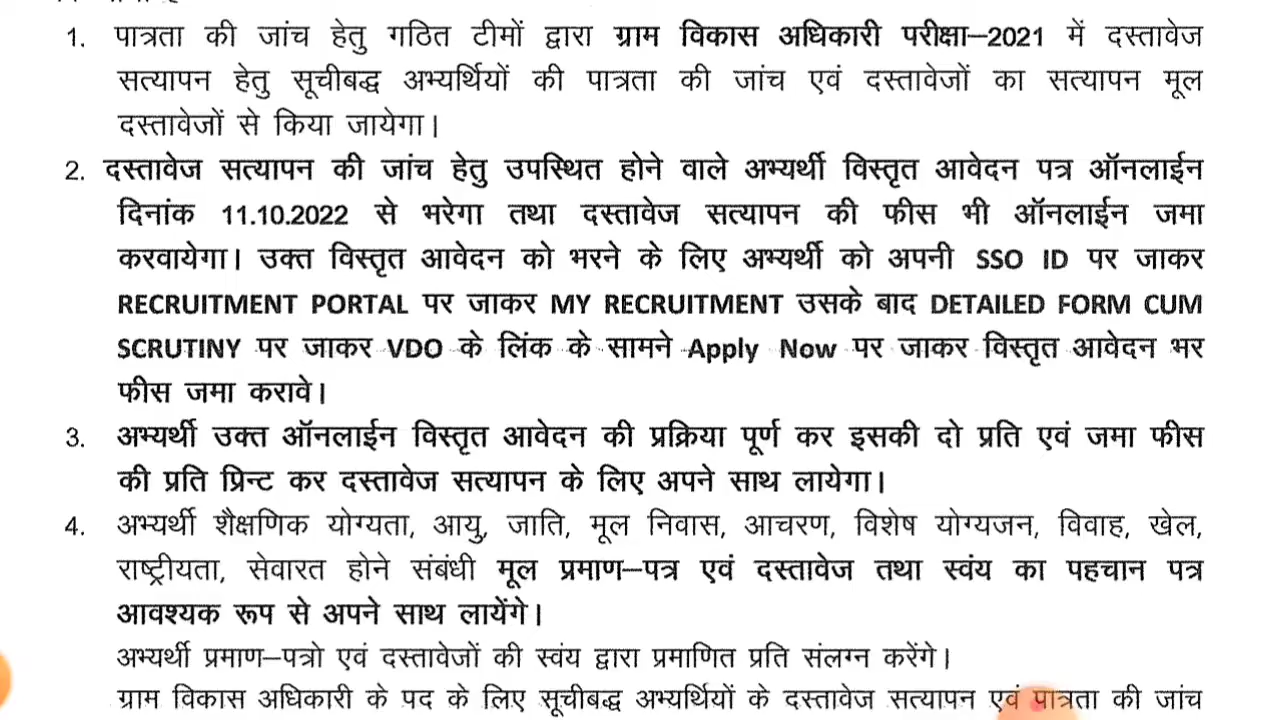 1. पात्रता की जांच हेतु गठित टीमों द्वारा ग्राम विकास अधिकारी परीक्षा–2021 में दस्तावेज
सत्यापन हेतु सूचीबद्ध अभ्यर्थियों की पात्रता की जांच एवं दस्तावेजों का सत्यापन मूल
दस्तावेजों से किया जायेगा।
2. दस्तावेज सत्यापन की जांच हेतु उपस्थित होने वाले अभ्यर्थी विस्तृत आवेदन पत्र ऑनलाईन
दिनांक 11.10.2022 से भरेगा तथा दस्तावेज सत्यापन की फीस भी ऑनलाईन जमा
करवायेगा। उक्त विस्तृत आवेदन को भरने के लिए अभ्यर्थी को अपनी SSO ID पर जाकर
RECRUITMENT PORTAL पर जाकर MY RECRUITMENT उसके बाद DETAILED FORM CUM
SCRUTINY पर जाकर VDO के लिंक के सामने Apply Now पर जाकर विस्तृत आवेदन भर
फीस जमा करावे।
3. अभ्यर्थी उक्त ऑनलाईन विस्तृत आवेदन की प्रक्रिया पूर्ण कर इसकी दो प्रति एवं जमा फीस
की प्रति प्रिन्ट कर दस्तावेज सत्यापन के लिए अपने साथ लायेगा।
4. अभ्यर्थी शैक्षणिक योग्यता, आयु, जाति, मूल निवास, आचरण, विशेष योग्यजन, विवाह, खेल,
राष्ट्रीयता, सेवारत होने संबंधी मूल प्रमाण–पत्र एवं दस्तावेज तथा स्वंय का पहचान पत्र
आवश्यक रूप से अपने साथ लायेंगे।
अभ्यर्थी प्रमाण–पत्रो एवं दस्तावेजों की स्वंय द्वारा प्रमाणित प्रति संलग्न करेंगे।
ग्राम विकास अधिकारी के पद के लिए सूचीबद्ध अभ्यर्थियों के दस्तावेज सत्यापन एवं पात्रता की जांच